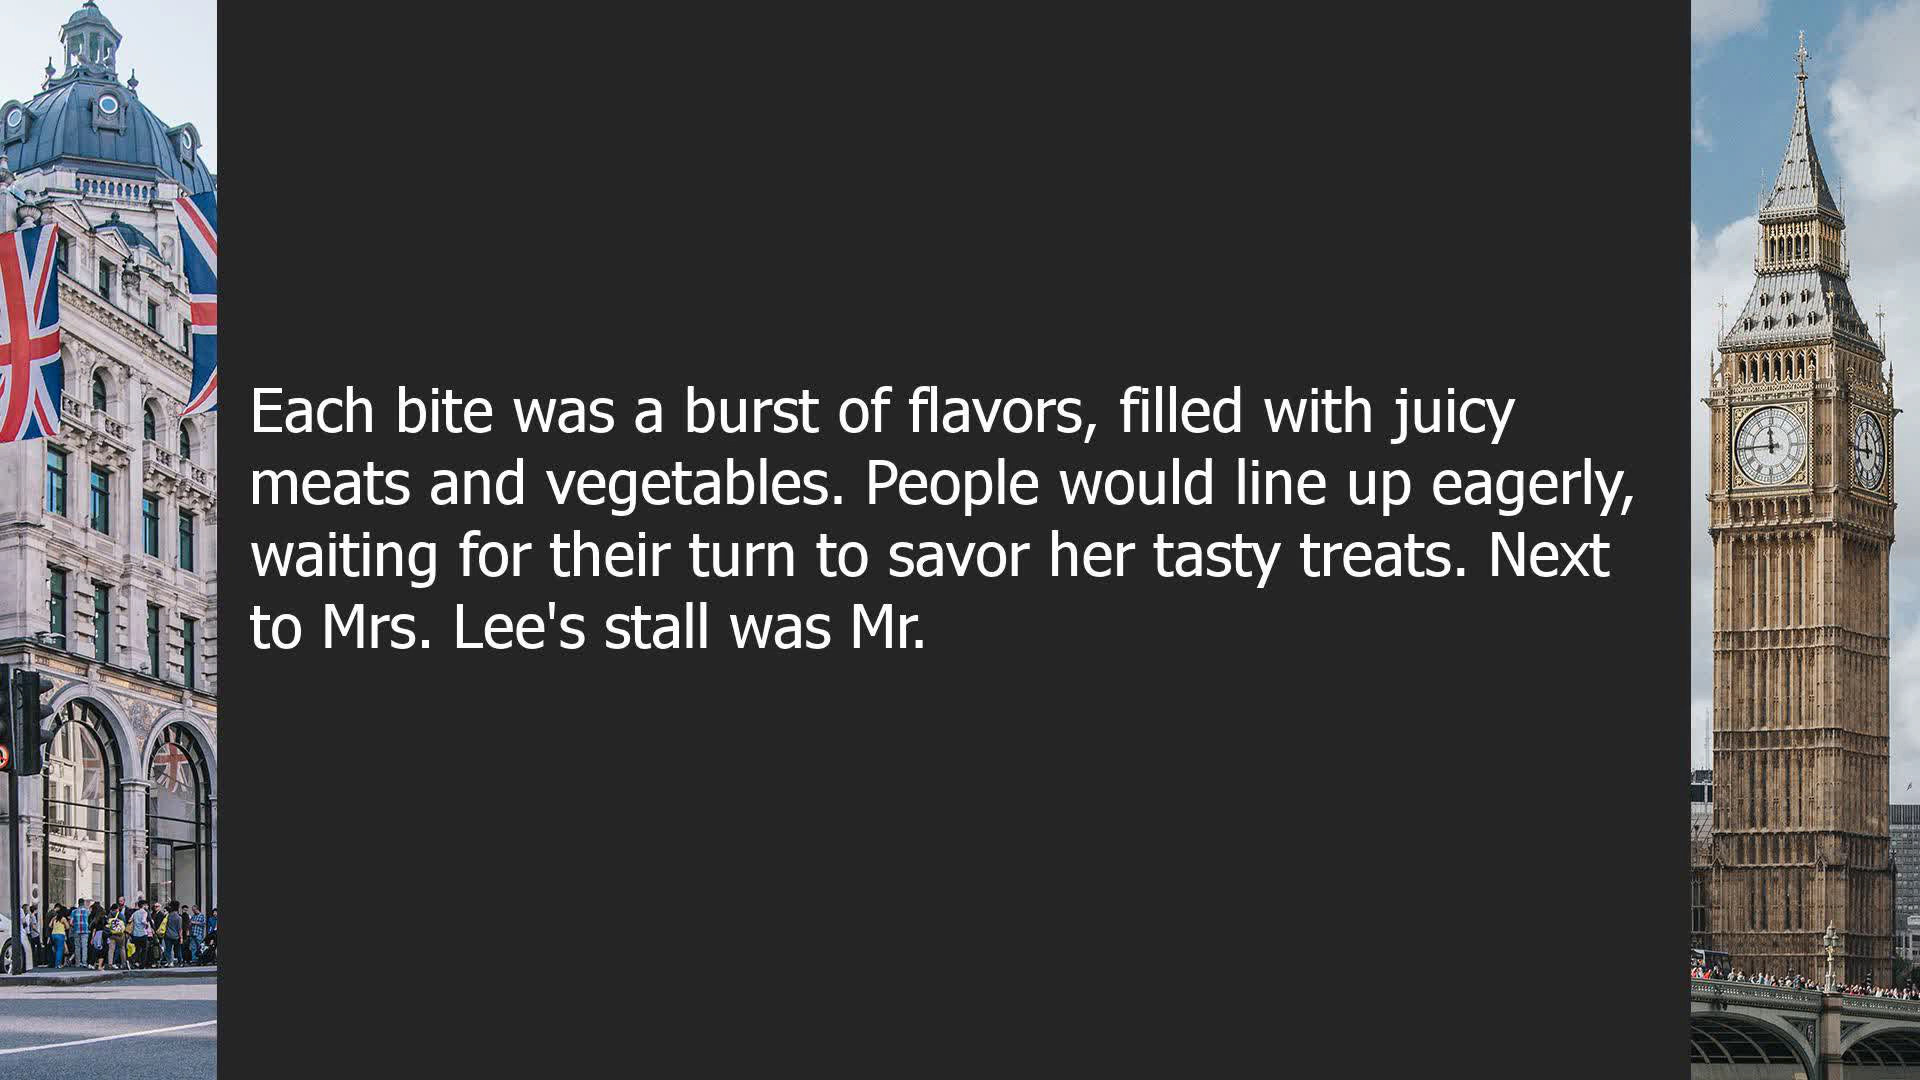 Each bite was a burst of flavors, filled with juicy
meats and vegetables. People would line up eagerly,
waiting for their turn to savor her tasty treats. Next
to Mrs. Lee's stall was Mr.